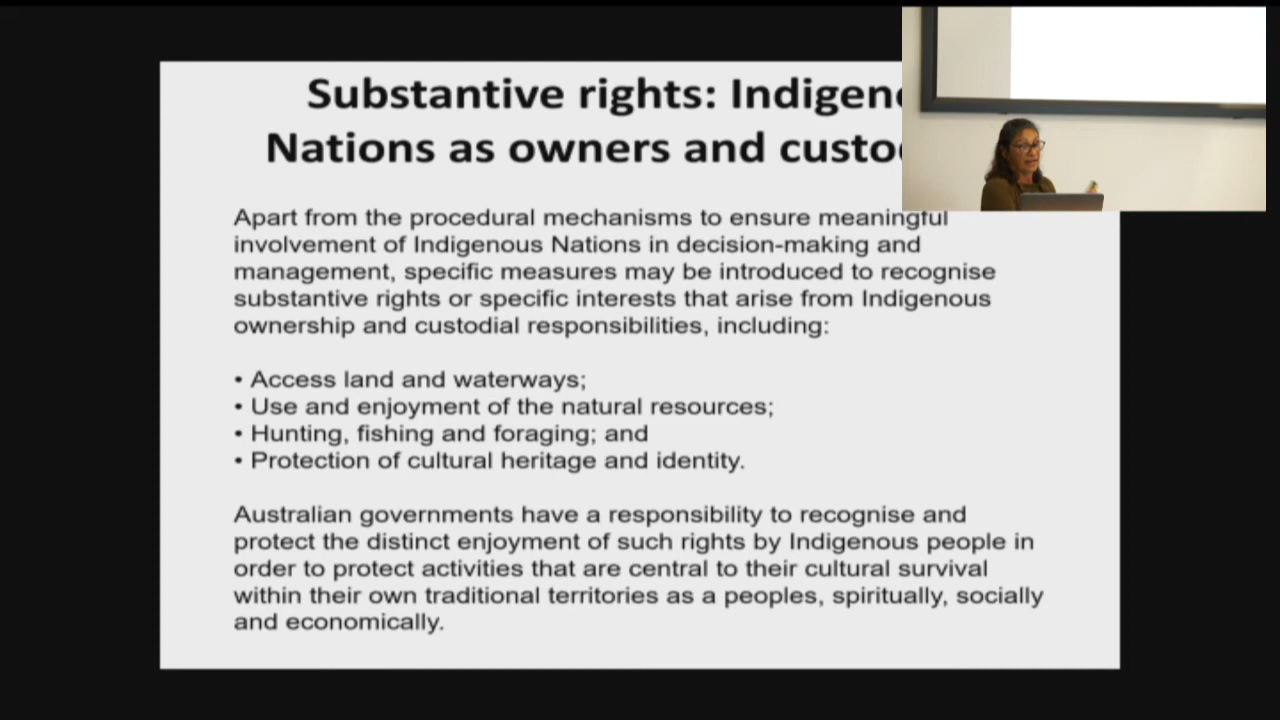 Substantive rights: Indigen
Nations as owners and custo
Apart from the procedural mechanisms to ensure meaningful
involvement of Indigenous Nations in decision-making and
management, specific measures may be introduced to recognise
substantive rights or specific interests that arise from Indigenous
ownership and custodial responsibilities, including:
• Access land and waterways;
• Use and enjoyment of the natural resources;
• Hunting, fishing and foraging; and
• Protection of cultural heritage and identity.
Australian governments have a responsibility to recognise and
protect the distinct enjoyment of such rights by Indigenous people in
order to protect activities that are central to their cultural survival
within their own traditional territories as a peoples, spiritually, socially
and economically.